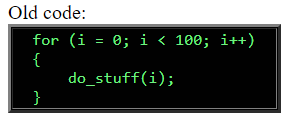 Old code:
for (i = 0; i < 100; i++)
{
    do_stuff(i);
}